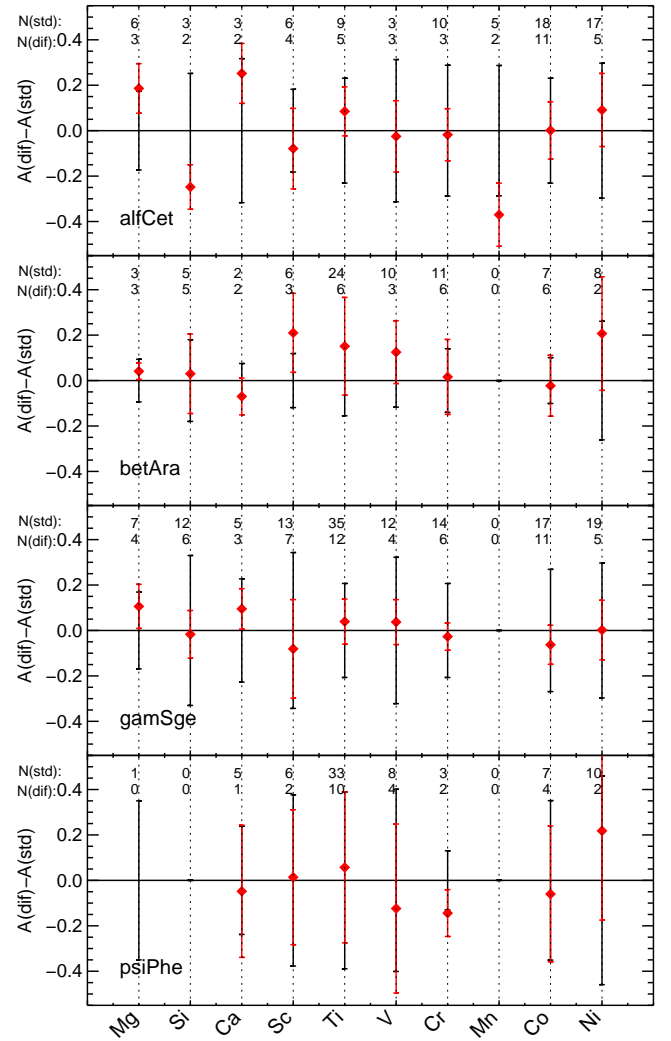 N(std): 6 3 3 6 9 3 10 5 18 17
N(dif): 3 2 2 4 5 3 3 2 11 5
0.4
0.2
0.0
−0.2
−0.4
A(dif)−A(std)
alfCet
N(std): 3 5 2 6 24 10 11 0 7 8
N(dif): 3 5 2 3 6 3 6 0 6 2
0.4
0.2
0.0
−0.2
−0.4
A(dif)−A(std)
betAra
N(std): 7 12 5 13 35 12 14 0 17 19
N(dif): 4 6 3 7 12 4 6 0 11 5
0.4
0.2
0.0
−0.2
−0.4
A(dif)−A(std)
gamSge
N(std): 1 0 5 6 33 8 3 0 7 10
N(dif): 0 0 1 2 10 4 2 0 4 2
0.4
0.2
0.0
−0.2
−0.4
A(dif)−A(std)
psiPhe
Mg Si Ca Sc Ti V Cr Mn Co Ni